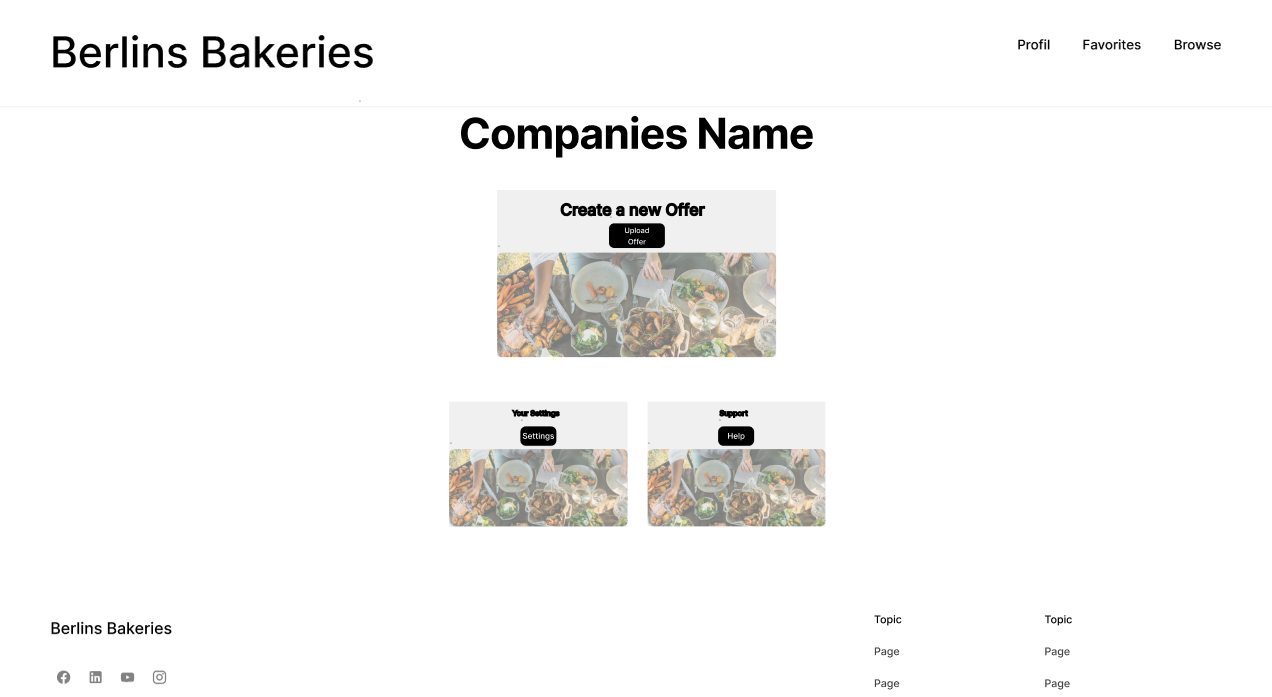 Berlins Bakeries
Profil Favorites Browse
Companies Name
Create a new Offer
Upload
Offer
Your Settings
Settings
Support
Help
Berlins Bakeries
Topic
Page
Page
Topic
Page
Page